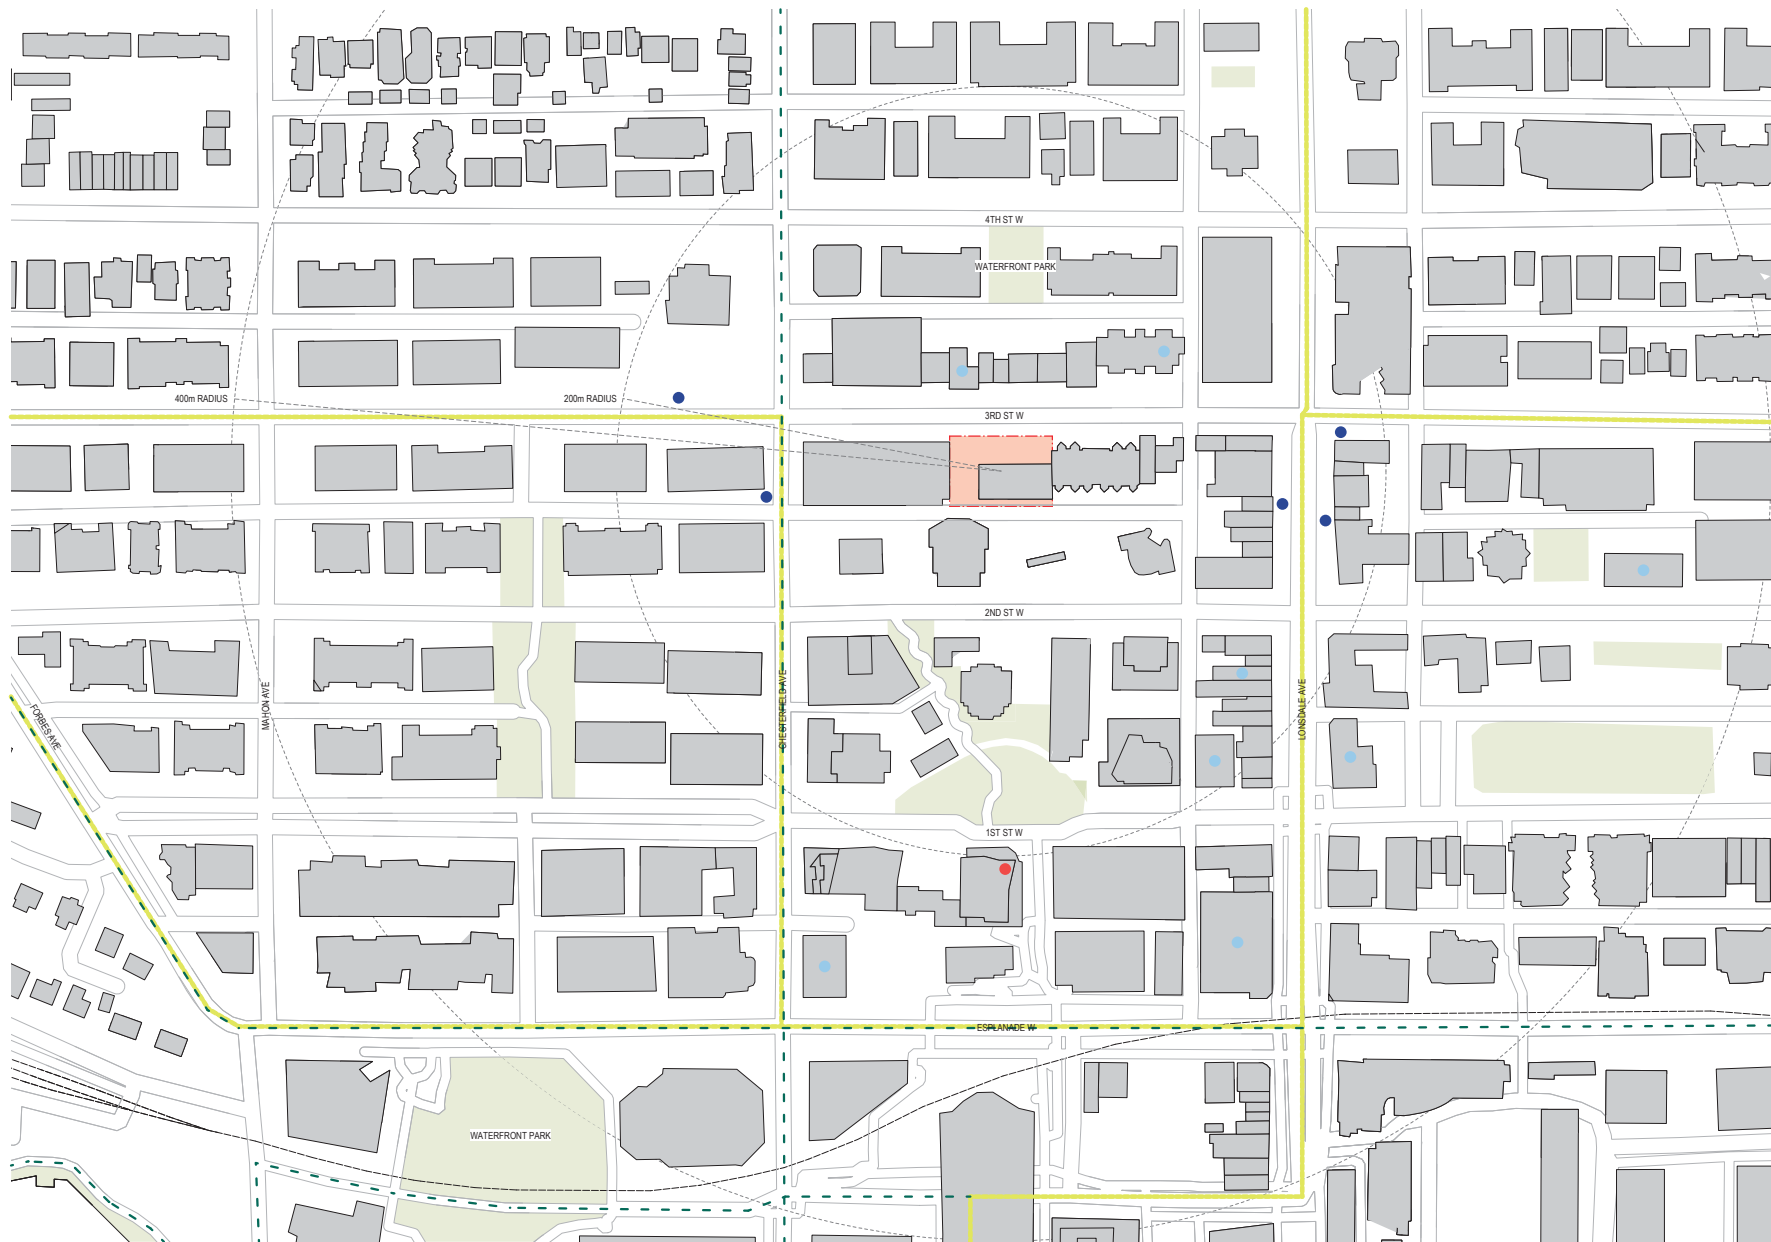 4TH ST W
WATERFRONT PARK
400m RADIUS
200m RADIUS
3RD ST W
2ND ST W
FORBES AVE
MAHON AVE
CHESTERFIELD AVE
LONSDALE AVE
1ST ST W
ESPLANADE W
WATERFRONT PARK